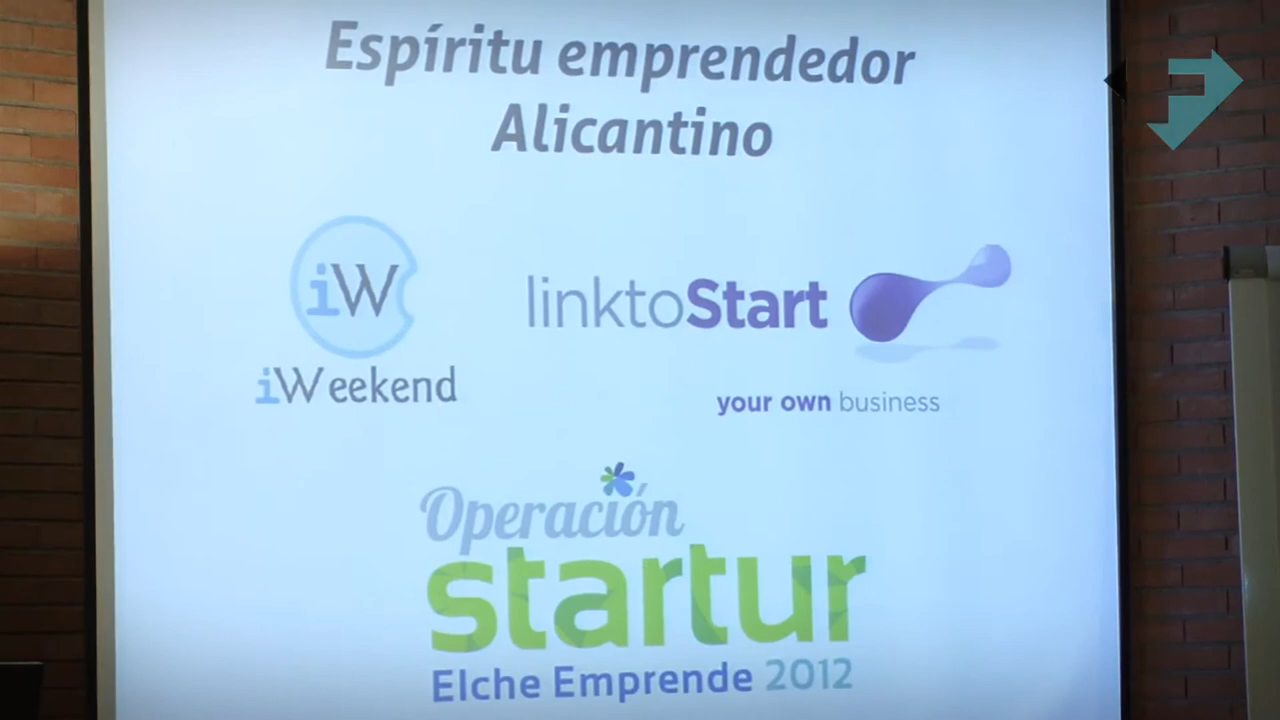 Espíritu emprendedor
Alicantino
iW
iWeekend
linktoStart
your own business
Operación
startur
Elche Emprende 2012